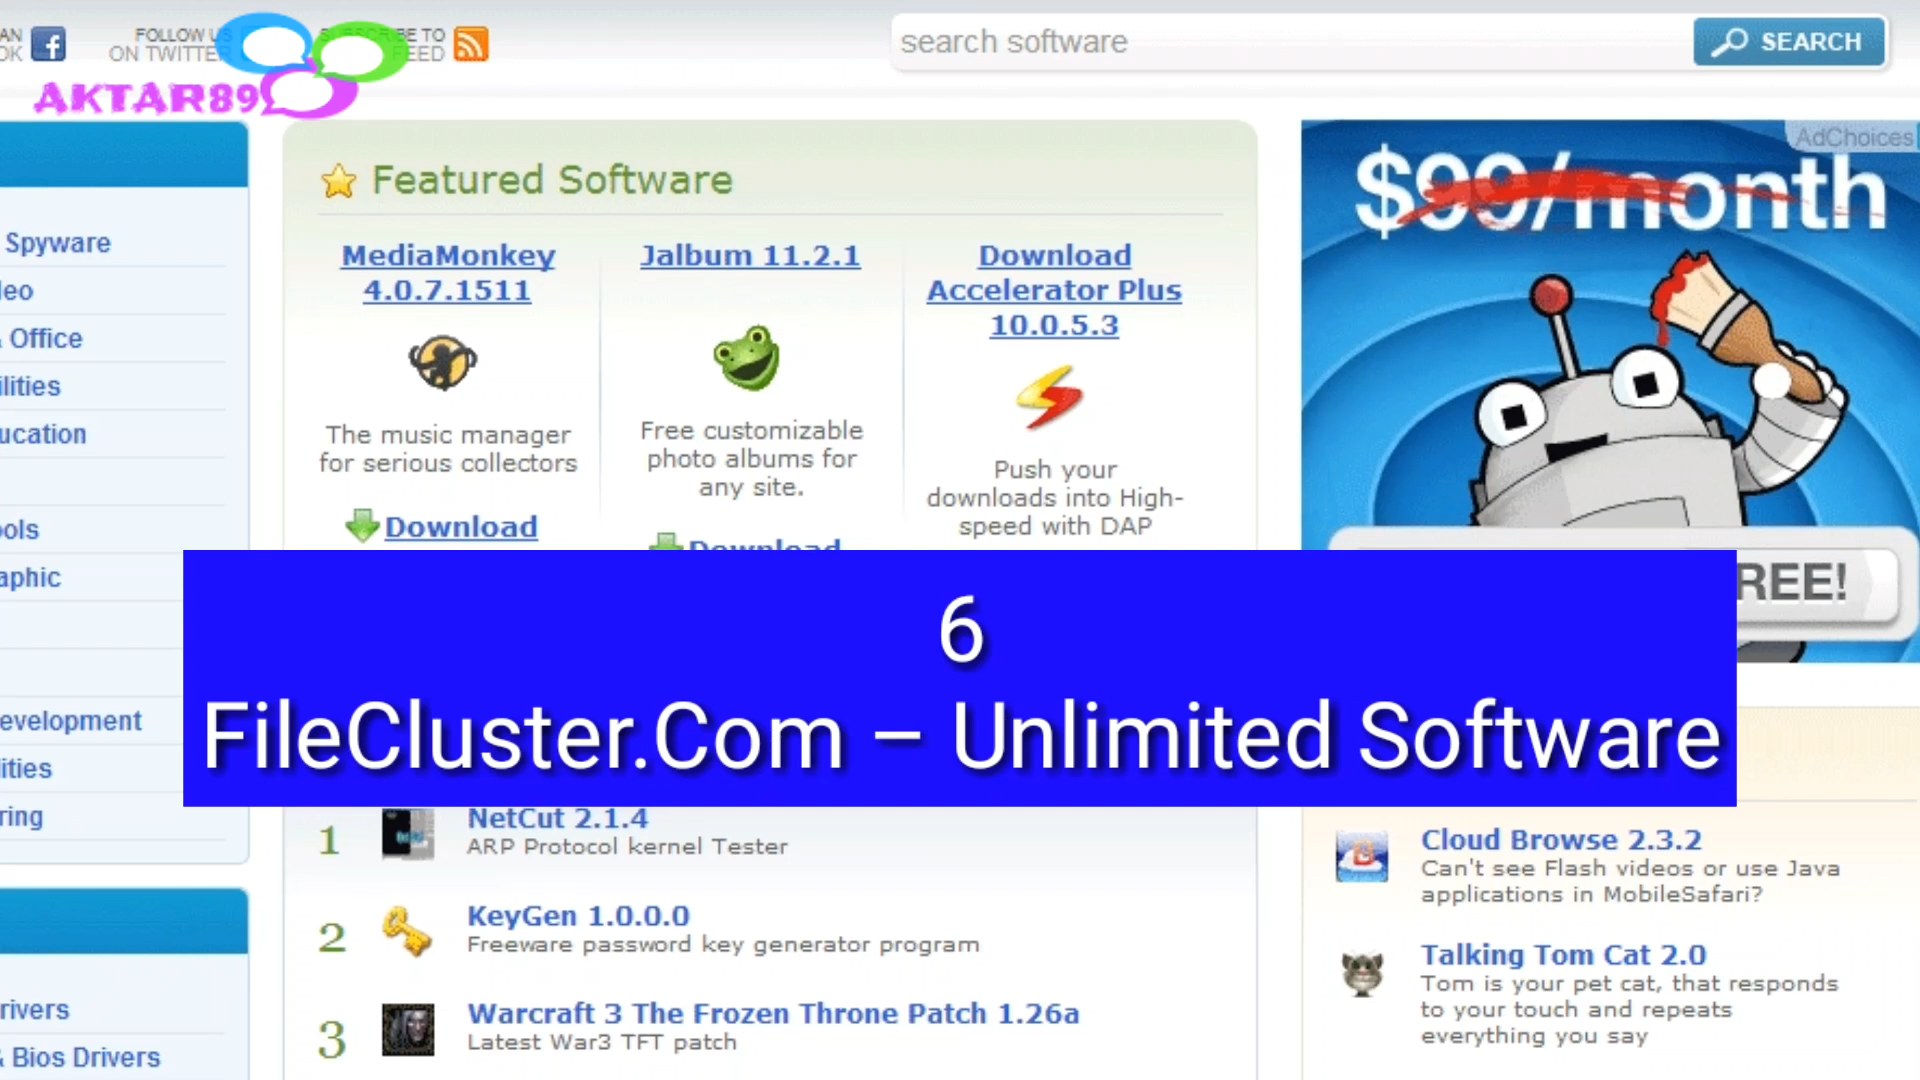 FOLLOW US
ON TWITTER
SUBSCRIBE TO
FEED
AKTAR89
search software
SEARCH
Spyware
Office
Featured Software
MediaMonkey
4.0.7.1511
The music manager
for serious collectors
Download
Jalbum 11.2.1
Free customizable
photo albums for
any site.
Download
Download
Accelerator Plus
10.0.5.3
Push your
downloads into High-
speed with DAP
AdChoices
$99/month
REE!
6
FileCluster.Com – Unlimited Software
evelopment
ities
ring
rivers
& Bios Drivers
1
NetCut 2.1.4
ARP Protocol kernel Tester
2
KeyGen 1.0.0.0
Freeware password key generator program
3
Warcraft 3 The Frozen Throne Patch 1.26a
Latest War3 TFT patch
Cloud Browse 2.3.2
Can't see Flash videos or use Java
applications in MobileSafari?
Talking Tom Cat 2.0
Tom is your pet cat, that responds
to your touch and repeats
everything you say